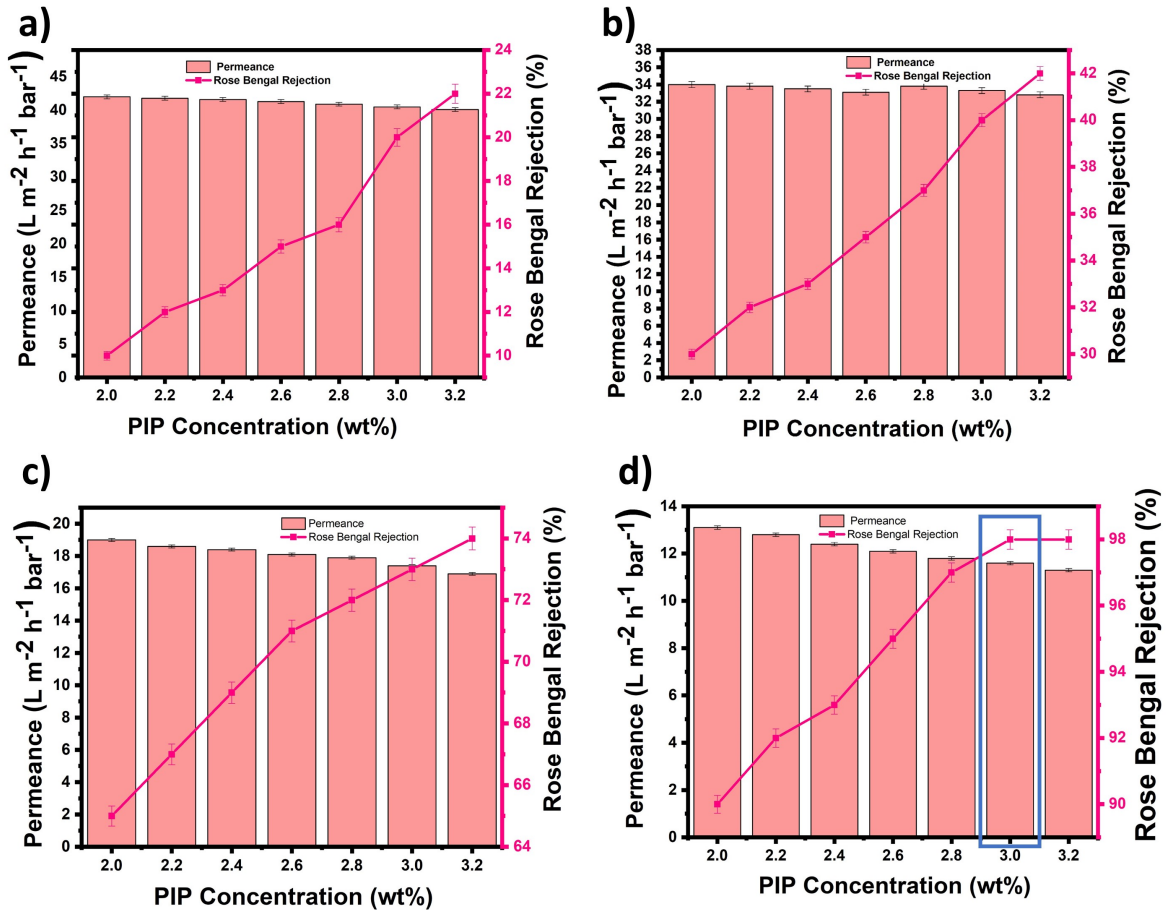 a)
Permeance (L m⁻² h⁻¹ bar⁻¹)
45
40
35
30
25
20
15
10
5
0
Permeance
Rose Bengal Rejection
24
22
20
18
16
14
12
10
Rose Bengal Rejection (%)
2.0 2.2 2.4 2.6 2.8 3.0 3.2
PIP Concentration (wt%)
b)
Permeance (L m⁻² h⁻¹ bar⁻¹)
38
36
34
32
30
28
26
24
22
20
18
16
14
12
10
8
6
4
2
0
Permeance
Rose Bengal Rejection
42
40
38
36
34
32
30
Rose Bengal Rejection (%)
2.0 2.2 2.4 2.6 2.8 3.0 3.2
PIP Concentration (wt%)
c)
Permeance (L m⁻² h⁻¹ bar⁻¹)
20
18
16
14
12
10
8
6
4
2
0
Permeance
Rose Bengal Rejection
74
72
70
68
66
64
Rose Bengal Rejection (%)
2.0 2.2 2.4 2.6 2.8 3.0 3.2
PIP Concentration (wt%)
d)
Permeance (L m⁻² h⁻¹ bar⁻¹)
14
12
10
8
6
4
2
0
Permeance
Rose Bengal Rejection
98
96
94
92
90
Rose Bengal Rejection (%)
2.0 2.2 2.4 2.6 2.8 3.0 3.2
PIP Concentration (wt%)